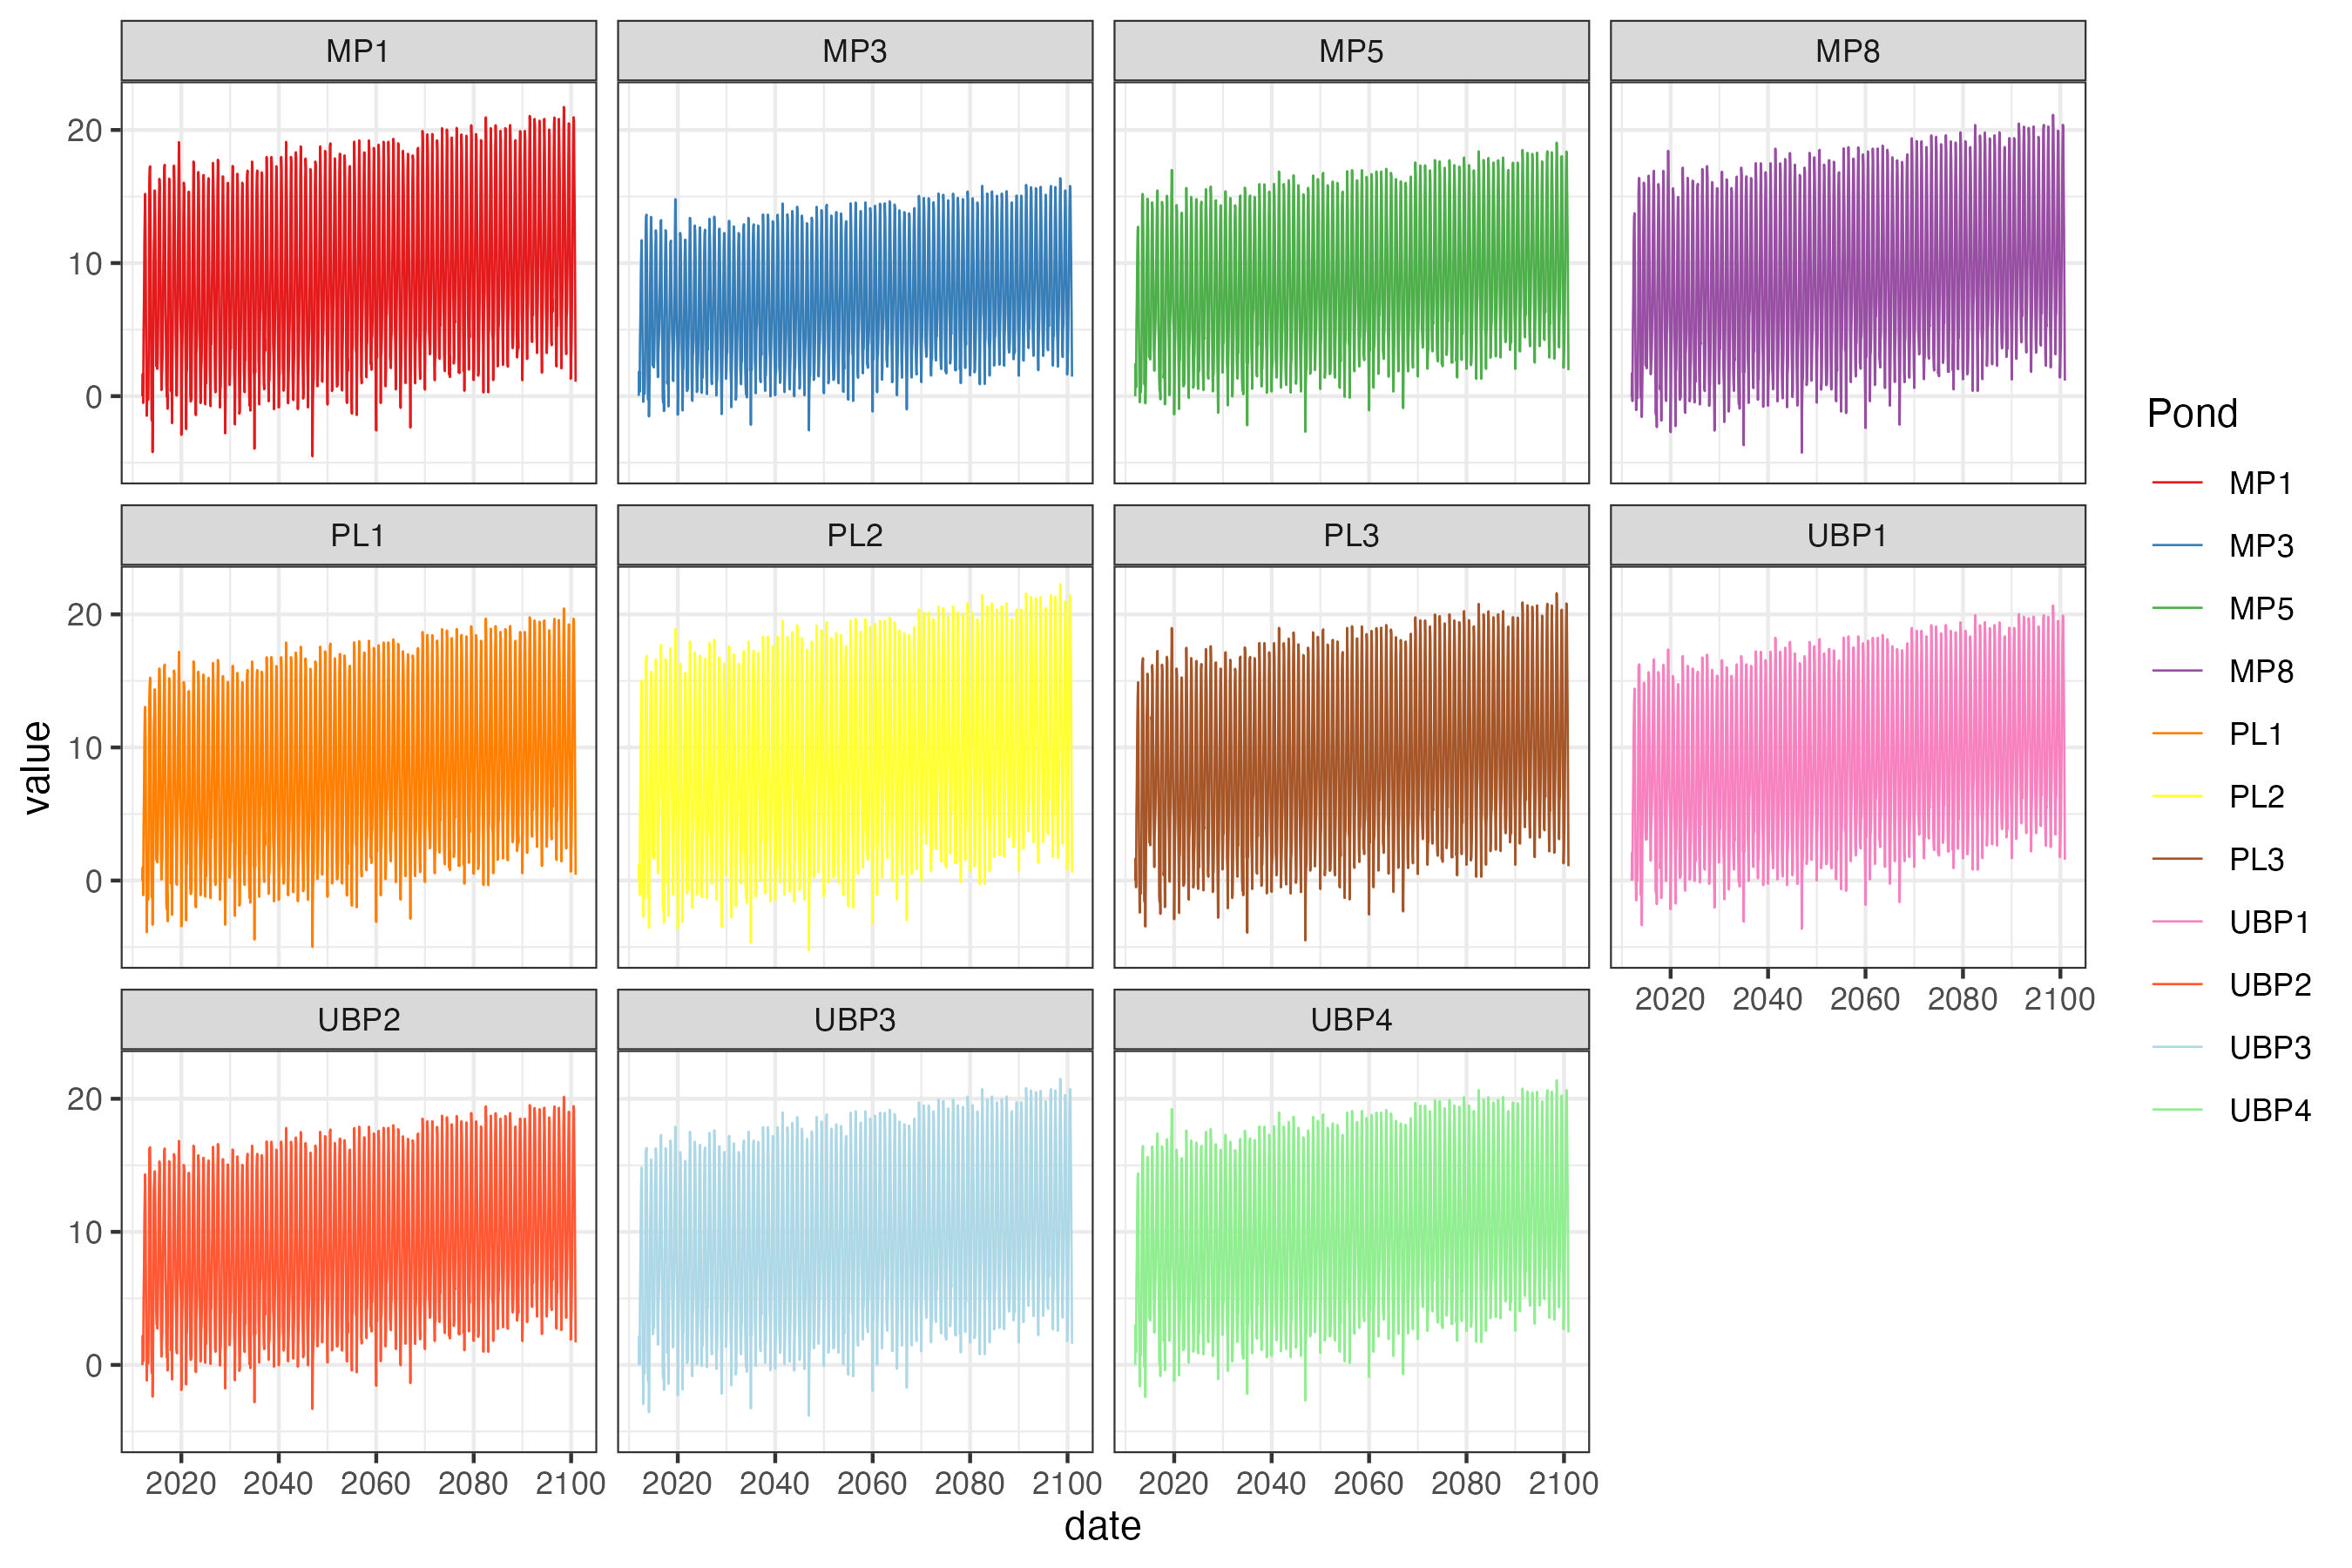 MP1 MP3 MP5 MP8
20
10
0
PL1 PL2 PL3 UBP1
20
10
0
2020 2040 2060 2080 2100
UBP2 UBP3 UBP4
20
10
0
2020 2040 2060 2080 2100 2020 2040 2060 2080 2100 2020 2040 2060 2080 2100
date
value
Pond
MP1
MP3
MP5
MP8
PL1
PL2
PL3
UBP1
UBP2
UBP3
UBP4